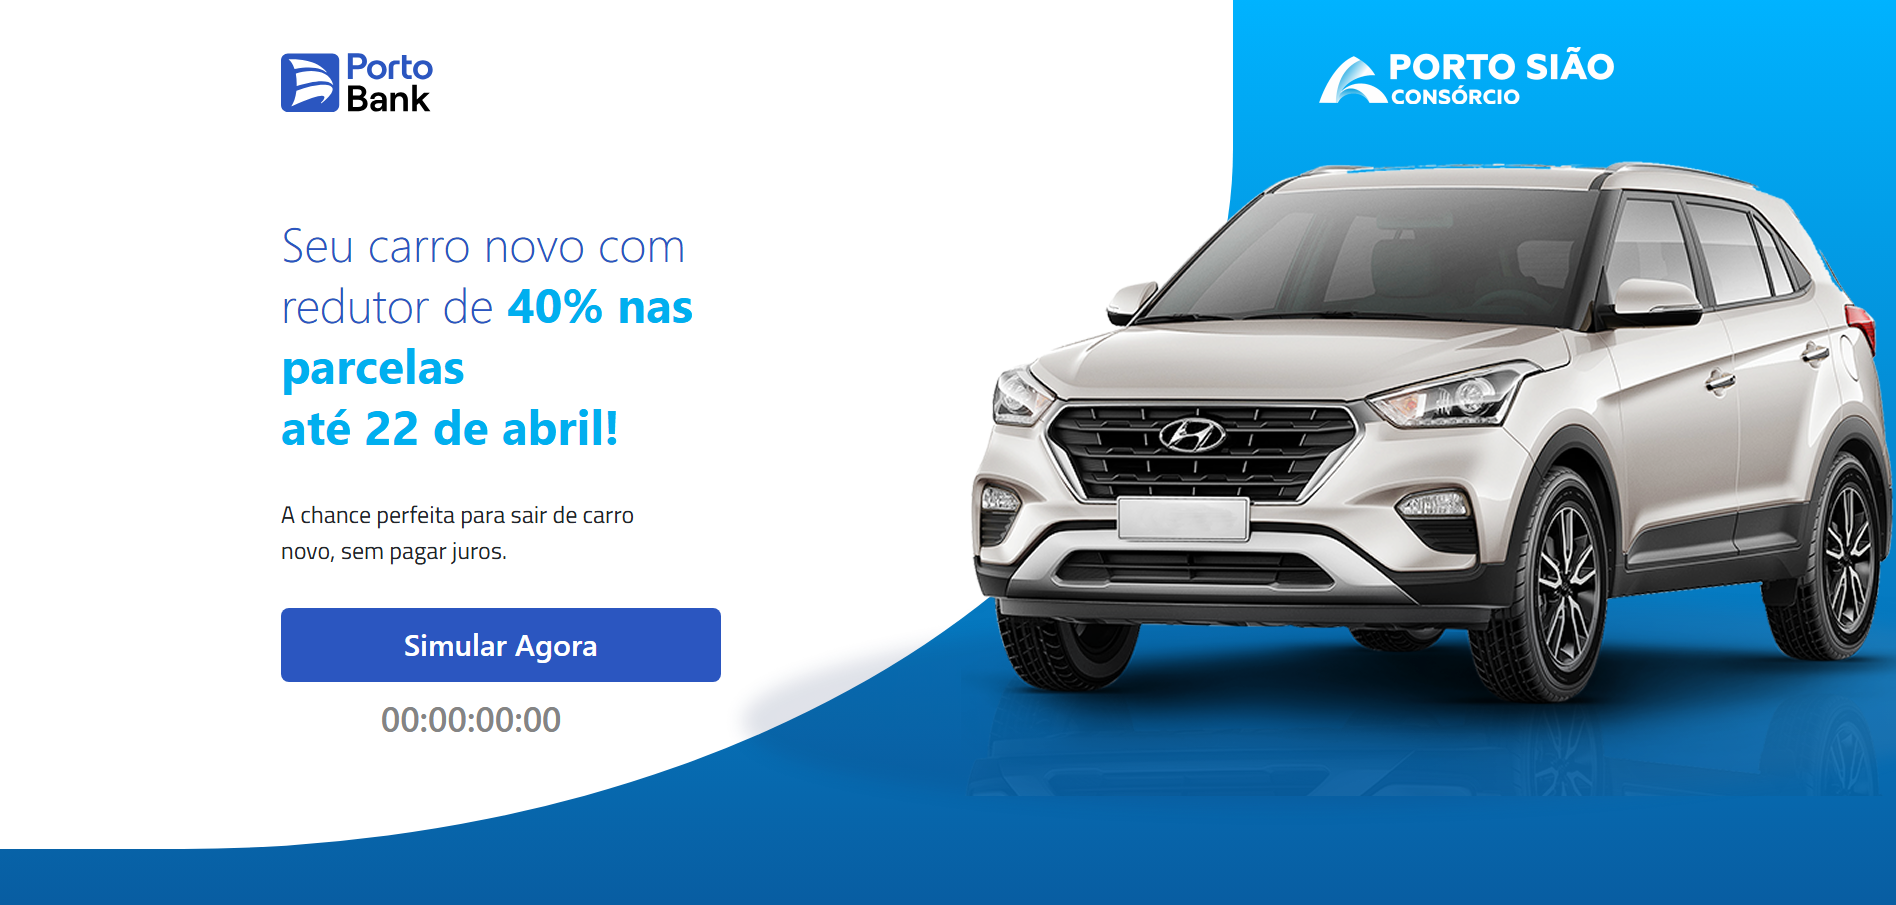 Porto
Bank
PORTO SIÃO
CONSÓRCIO
Seu carro novo com
redutor de 40% nas
parcelas
até 22 de abril!
A chance perfeita para sair de carro
novo, sem pagar juros.
Simular Agora
00:00:00:00